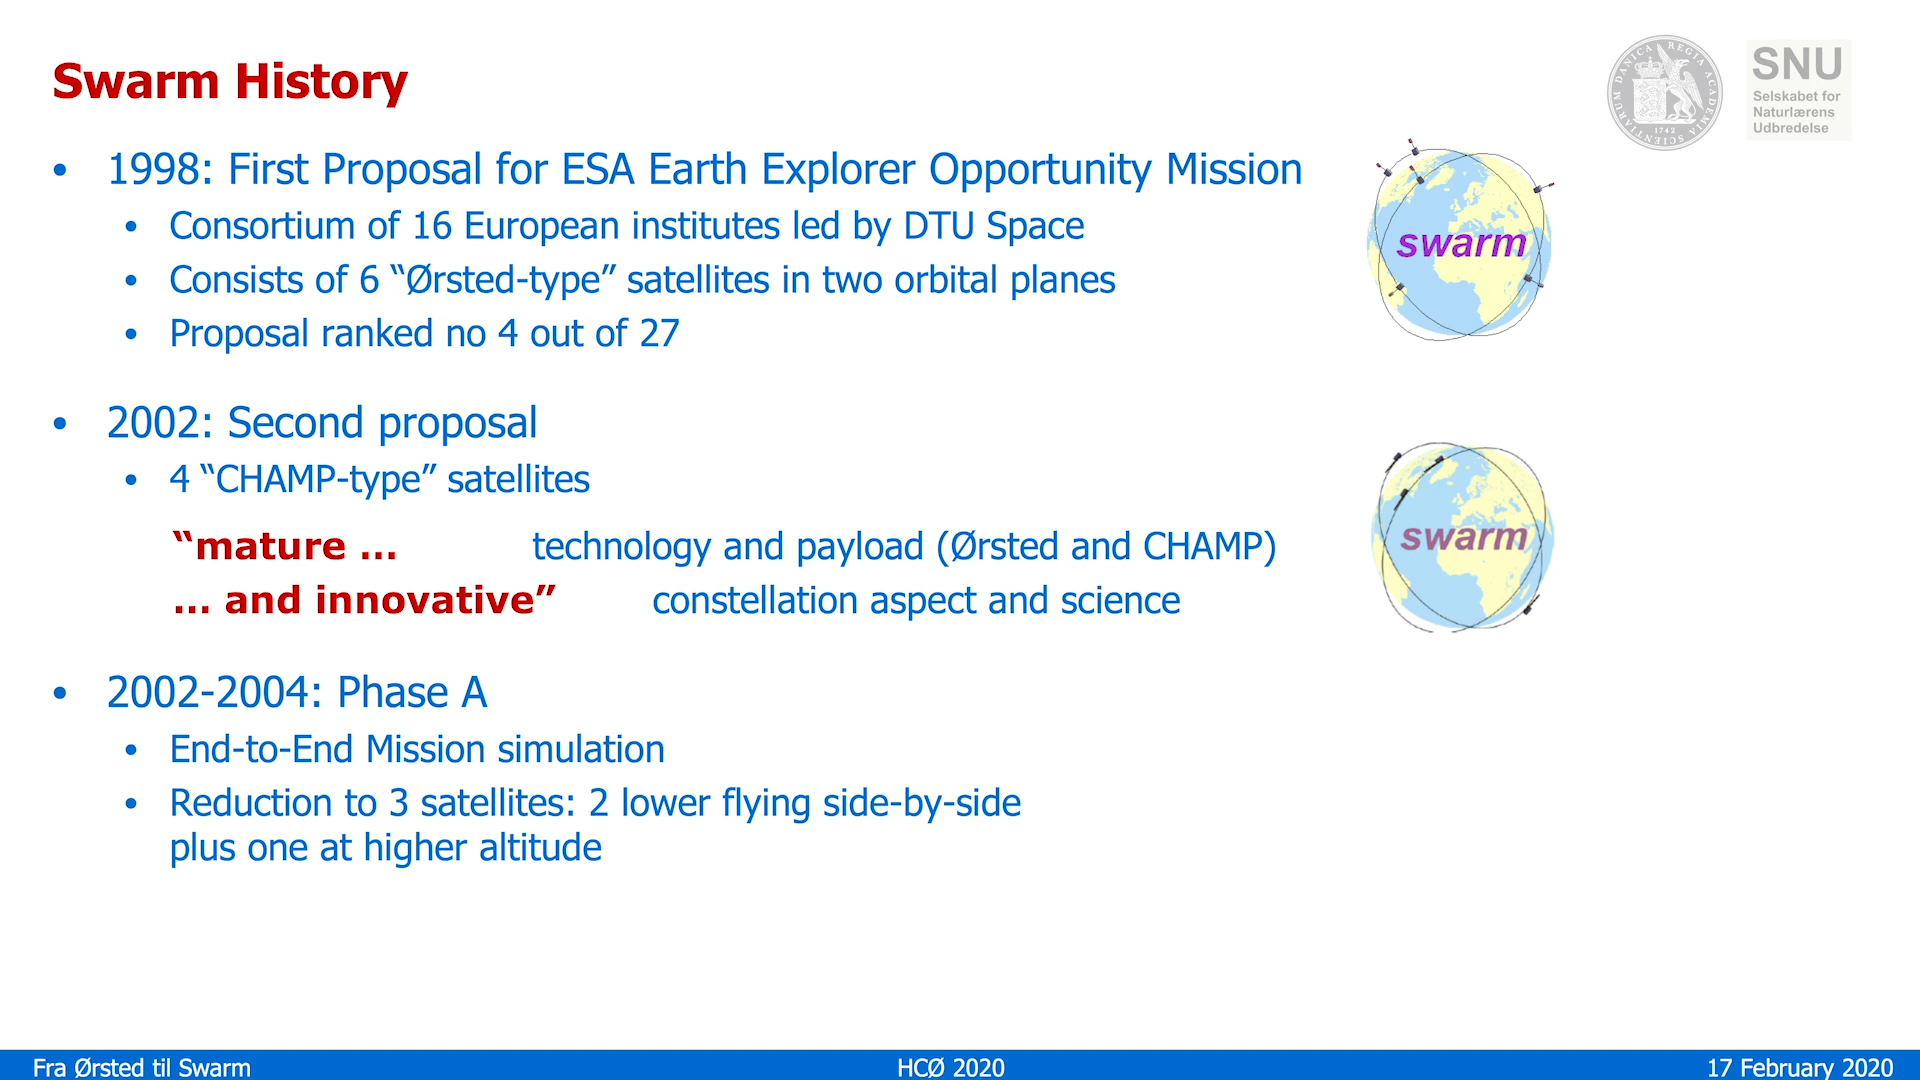 Swarm History
REGIA ACADEMIA SCIENTIARUM DANICA
1742
SNU
Selskabet for
Naturlærens
Udbredelse
• 1998: First Proposal for ESA Earth Explorer Opportunity Mission
• Consortium of 16 European institutes led by DTU Space
• Consists of 6 “Ørsted-type” satellites in two orbital planes
• Proposal ranked no 4 out of 27
swarm
• 2002: Second proposal
• 4 “CHAMP-type” satellites
“mature ... technology and payload (Ørsted and CHAMP)
... and innovative” constellation aspect and science
swarm
• 2002-2004: Phase A
• End-to-End Mission simulation
• Reduction to 3 satellites: 2 lower flying side-by-side
plus one at higher altitude
Fra Ørsted til Swarm
HCØ 2020
17 February 2020